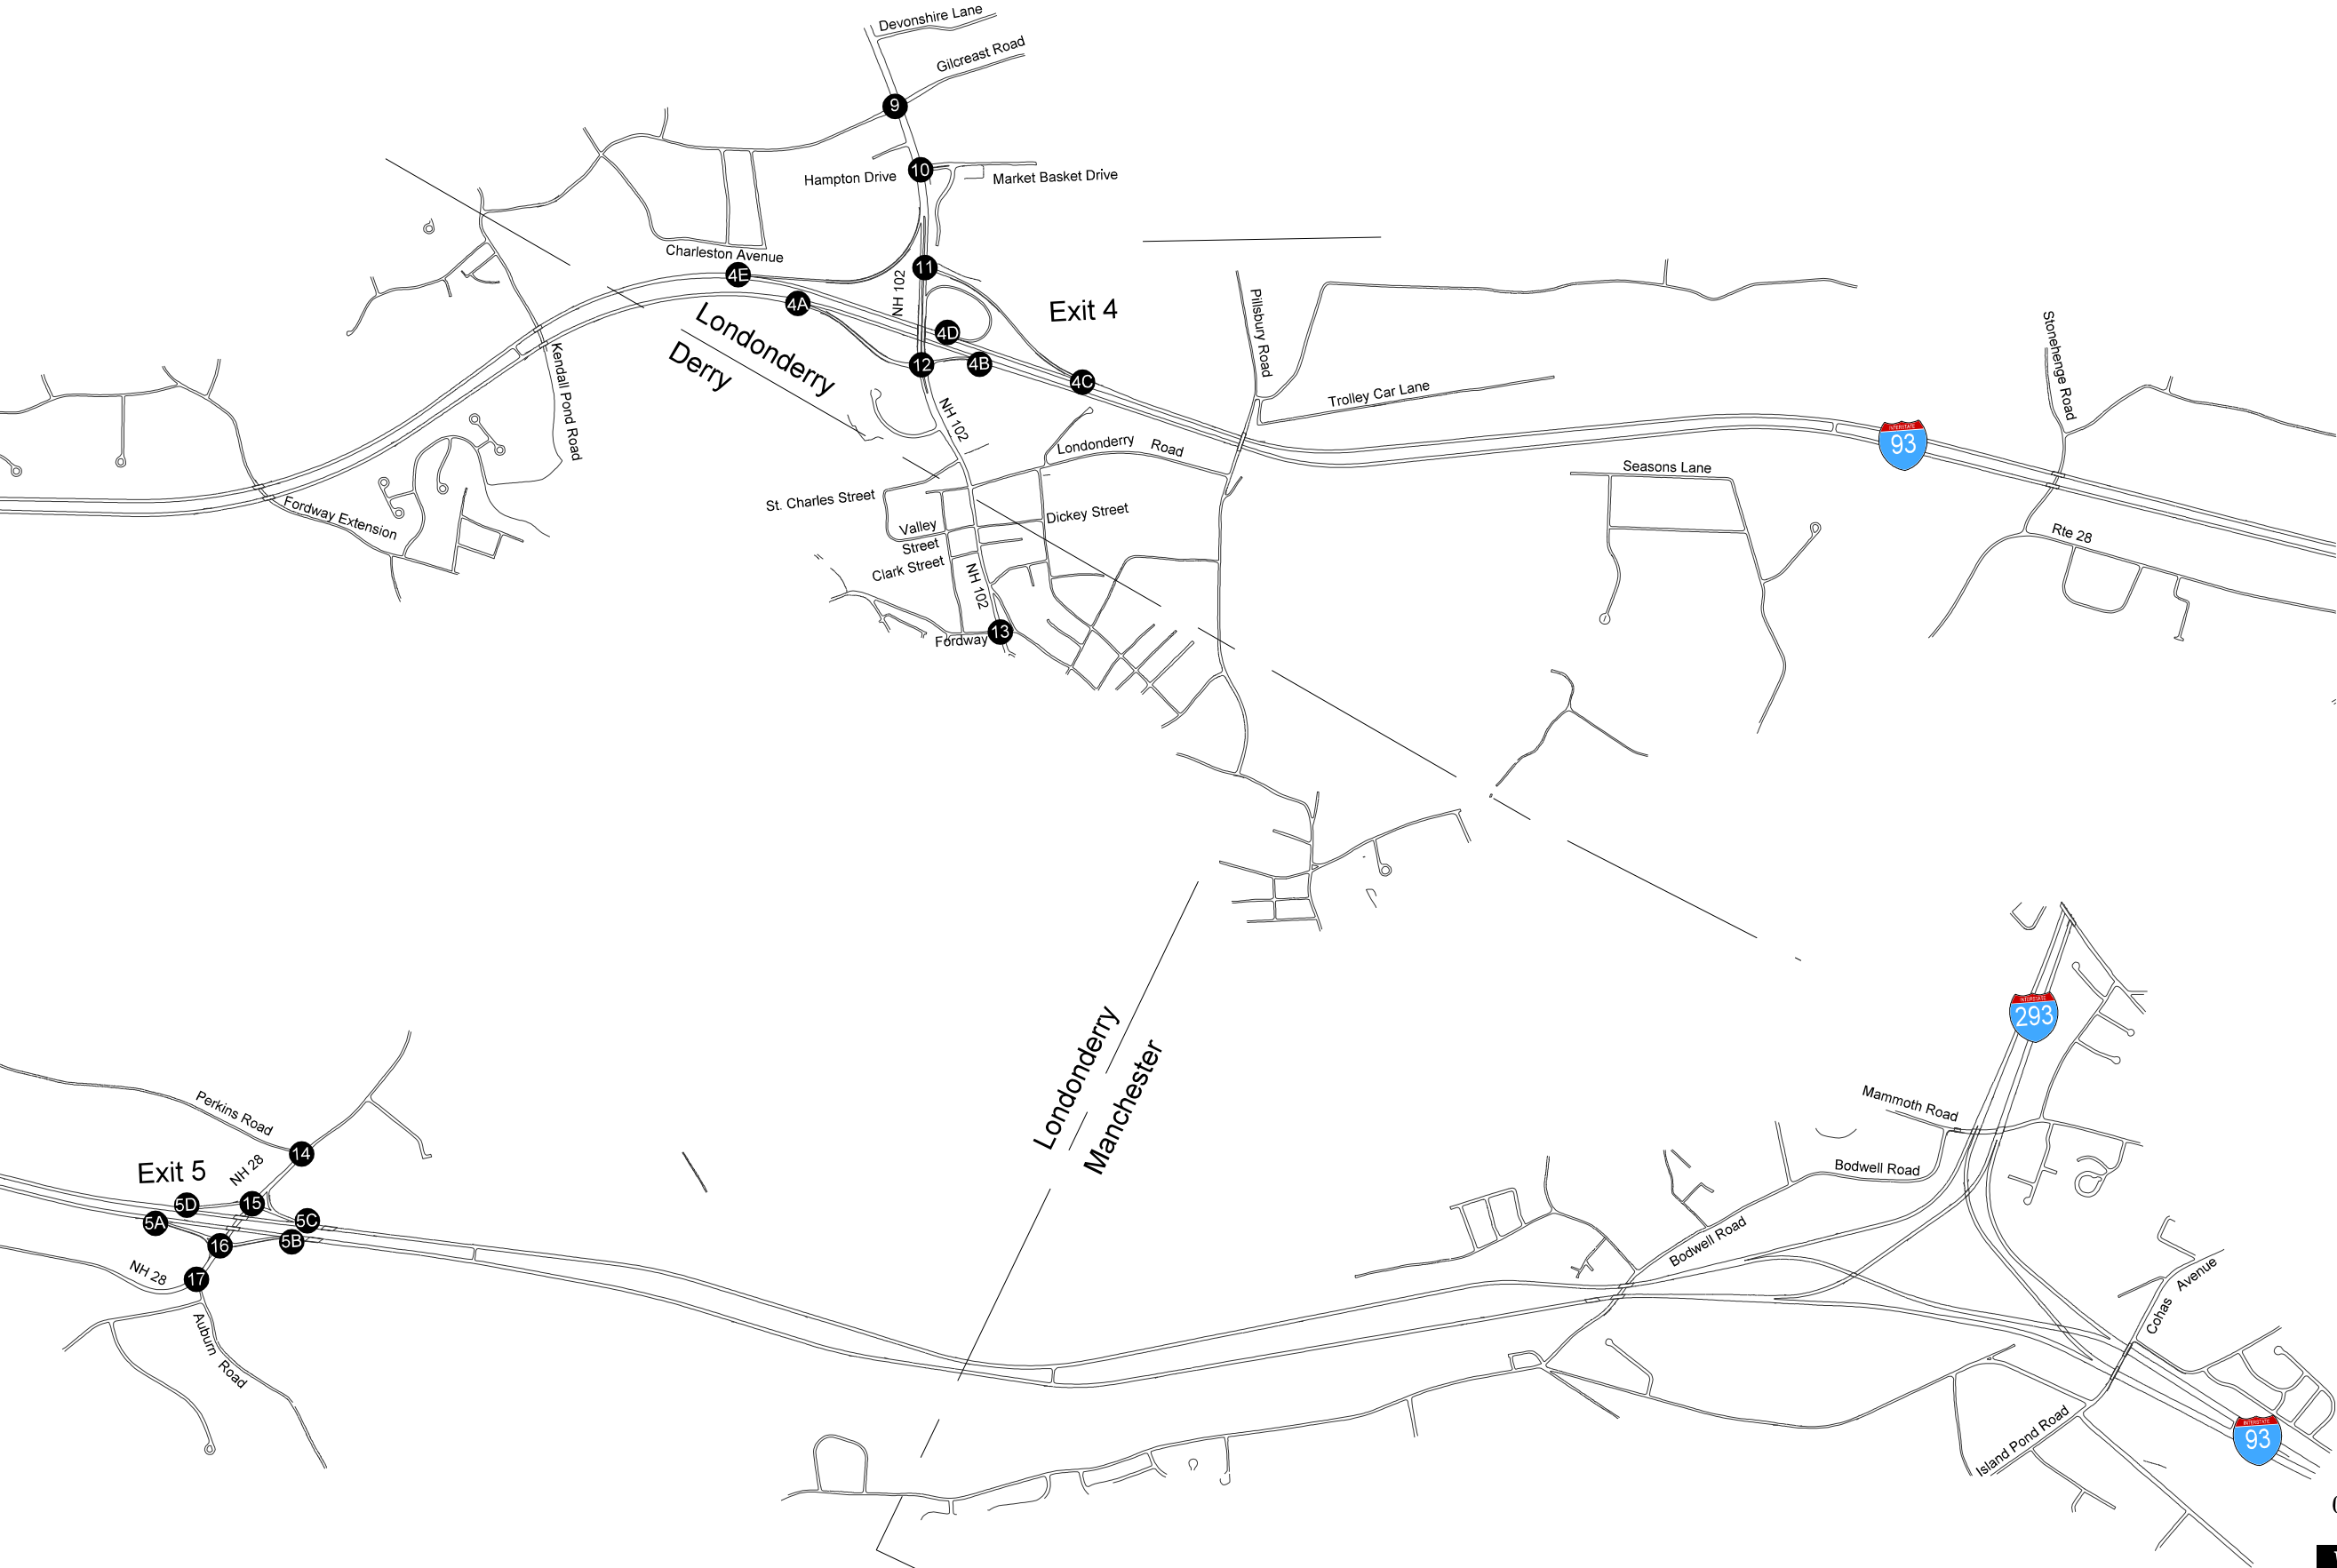 Devonshire Lane
Gilcreast Road
9
10
Hampton Drive
Market Basket Drive
Charleston Avenue
4E
11
4A
NH 102
Exit 4
4D
12
4B
4C
Londonderry
Derry
Kendall Pond Road
Pillsbury Road
Trolley Car Lane
Stonehenge Road
INTERSTATE
93
NH 102
Londonderry Road
Seasons Lane
St. Charles Street
Fordway Extension
Valley
Street
Dickey Street
Clark Street
NH 102
Rte 28
13
Fordway
INTERSTATE
293
Londonderry
Manchester
Mammoth Road
Bodwell Road
Bodwell Road
Perkins Road
14
Exit 5
NH 28
5D
15
5A
5C
16
5B
NH 28
17
Auburn Road
Cohas Avenue
Island Pond Road
INTERSTATE
93